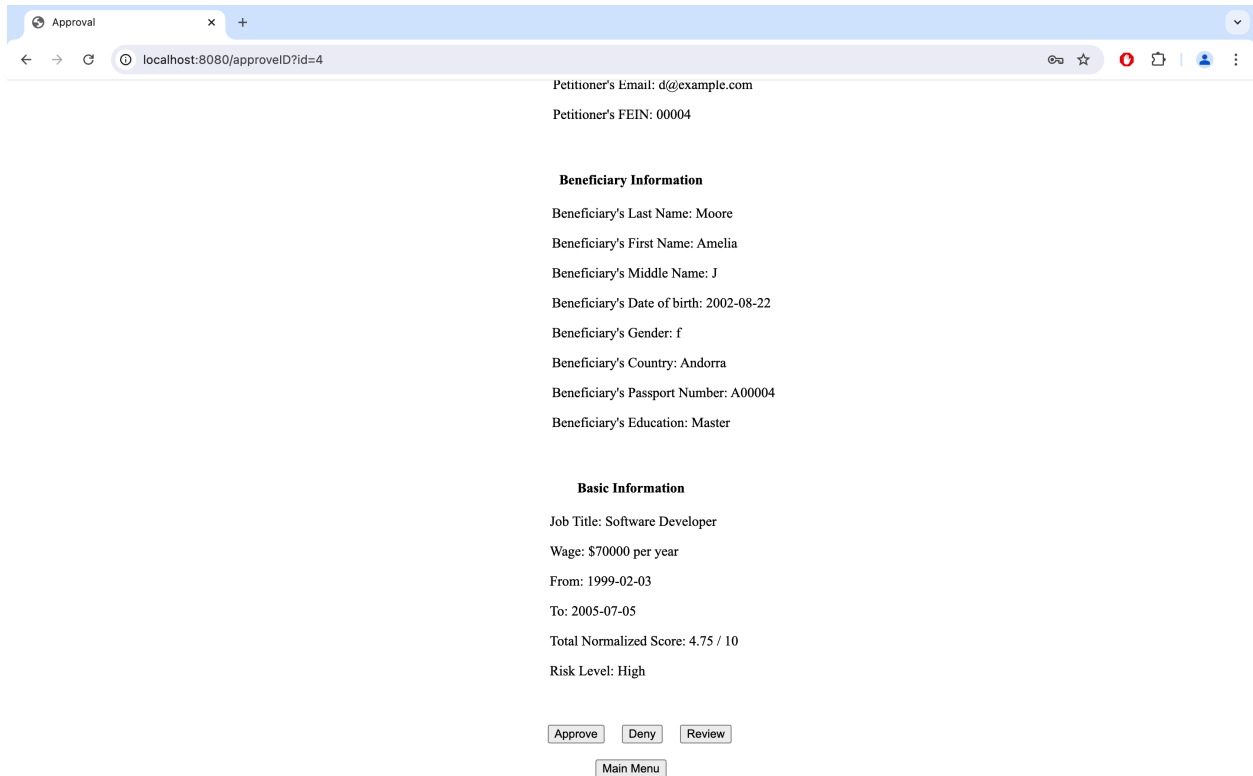 Approval
localhost:8080/approveID?id=4
Petitioner's Email: d@example.com
Petitioner's FEIN: 00004
Beneficiary Information
Beneficiary's Last Name: Moore
Beneficiary's First Name: Amelia
Beneficiary's Middle Name: J
Beneficiary's Date of birth: 2002-08-22
Beneficiary's Gender: f
Beneficiary's Country: Andorra
Beneficiary's Passport Number: A00004
Beneficiary's Education: Master
Basic Information
Job Title: Software Developer
Wage: $70000 per year
From: 1999-02-03
To: 2005-07-05
Total Normalized Score: 4.75 / 10
Risk Level: High
Approve Deny Review
Main Menu